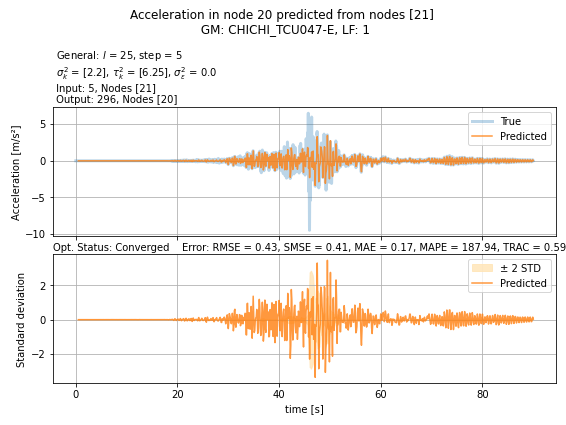 Acceleration in node 20 predicted from nodes [21]
GM: CHICHI_TCU047-E, LF: 1
General: l = 25, step = 5
σ²ₖ = [2.2], τ²ₖ = [6.25], σ²ε = 0.0
Input: 5, Nodes [21]
Output: 296, Nodes [20]
Acceleration [m/s²]
5
0
−5
−10
True
Predicted
Opt. Status: Converged Error: RMSE = 0.43, SMSE = 0.41, MAE = 0.17, MAPE = 187.94, TRAC = 0.59
Standard deviation
2
0
−2
± 2 STD
Predicted
0 20 40 60 80
time [s]